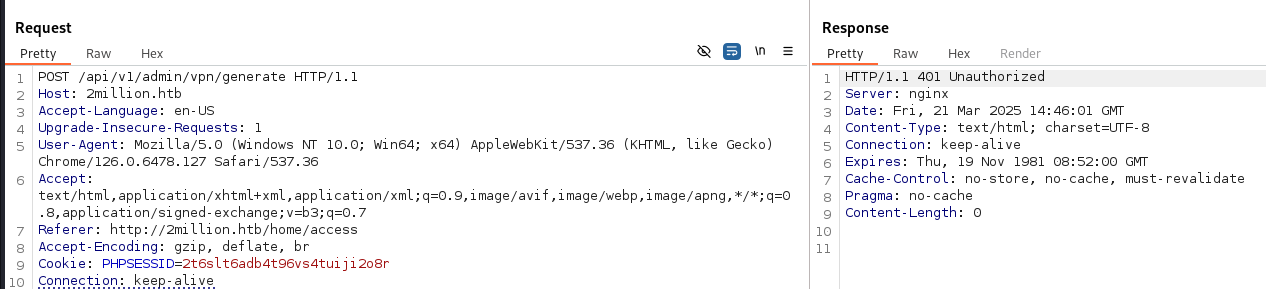 Request
Pretty Raw Hex \n
1 POST /api/v1/admin/vpn/generate HTTP/1.1
2 Host: 2million.htb
3 Accept-Language: en-US
4 Upgrade-Insecure-Requests: 1
5 User-Agent: Mozilla/5.0 (Windows NT 10.0; Win64; x64) AppleWebKit/537.36 (KHTML, like Gecko)
Chrome/126.0.6478.127 Safari/537.36
6 Accept:
text/html,application/xhtml+xml,application/xml;q=0.9,image/avif,image/webp,image/apng,*/*;q=0
.8,application/signed-exchange;v=b3;q=0.7
7 Referer: http://2million.htb/home/access
8 Accept-Encoding: gzip, deflate, br
9 Cookie: PHPSESSID=2t6slt6adb4t96vs4tuiji2o8r
10 Connection: keep-alive
Response
Pretty Raw Hex Render
1 HTTP/1.1 401 Unauthorized
2 Server: nginx
3 Date: Fri, 21 Mar 2025 14:46:01 GMT
4 Content-Type: text/html; charset=UTF-8
5 Connection: keep-alive
6 Expires: Thu, 19 Nov 1981 08:52:00 GMT
7 Cache-Control: no-store, no-cache, must-revalidate
8 Pragma: no-cache
9 Content-Length: 0
10
11